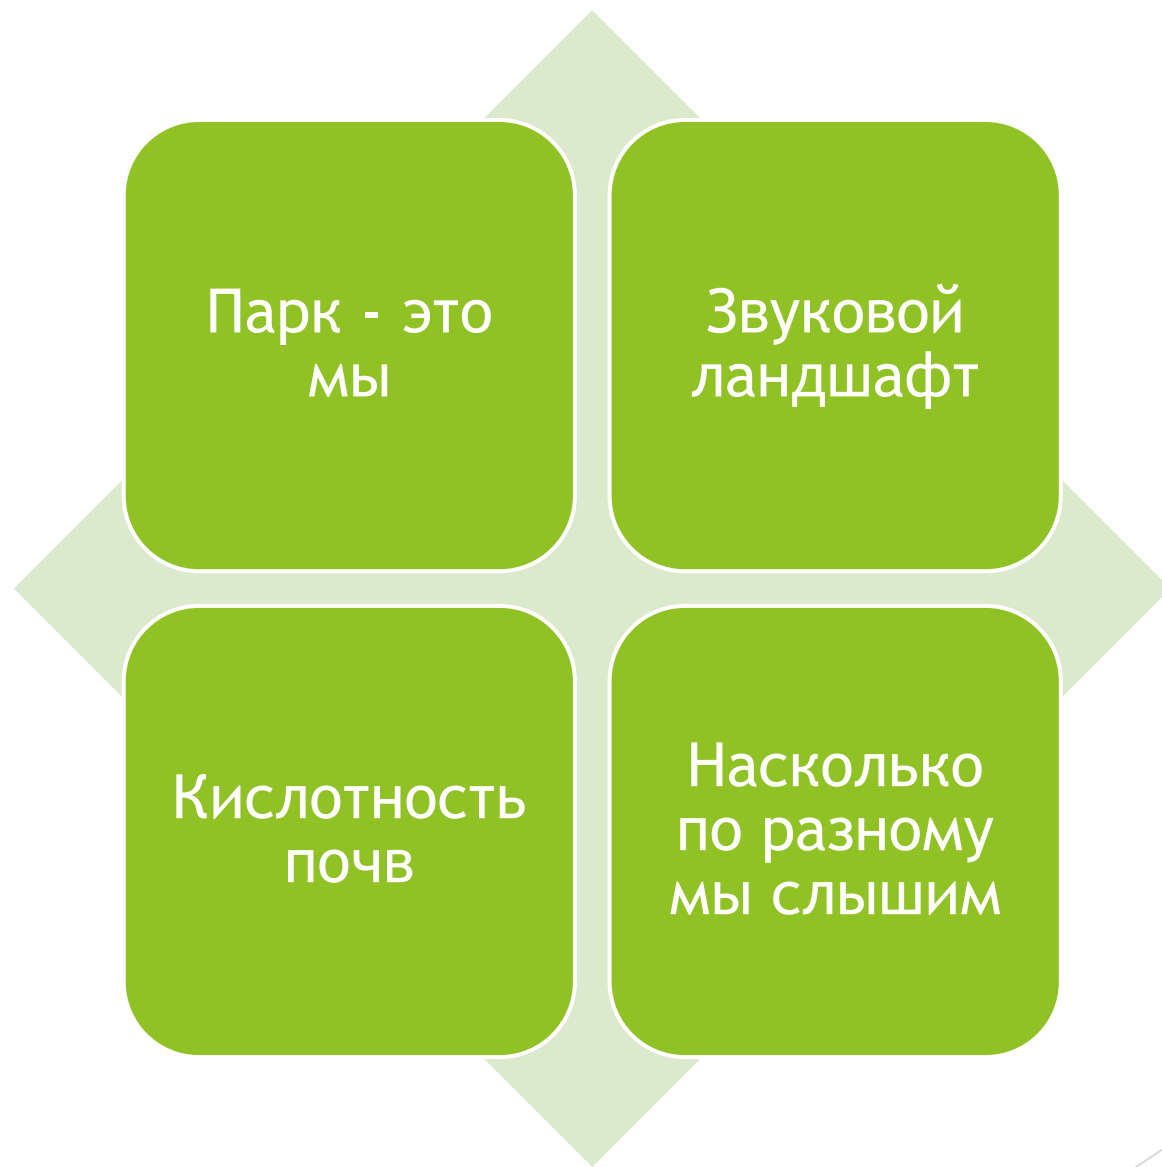 Парк - это
мы
Звуковой
ландшафт
Кислотность
почв
Насколько
по разному
мы слышим